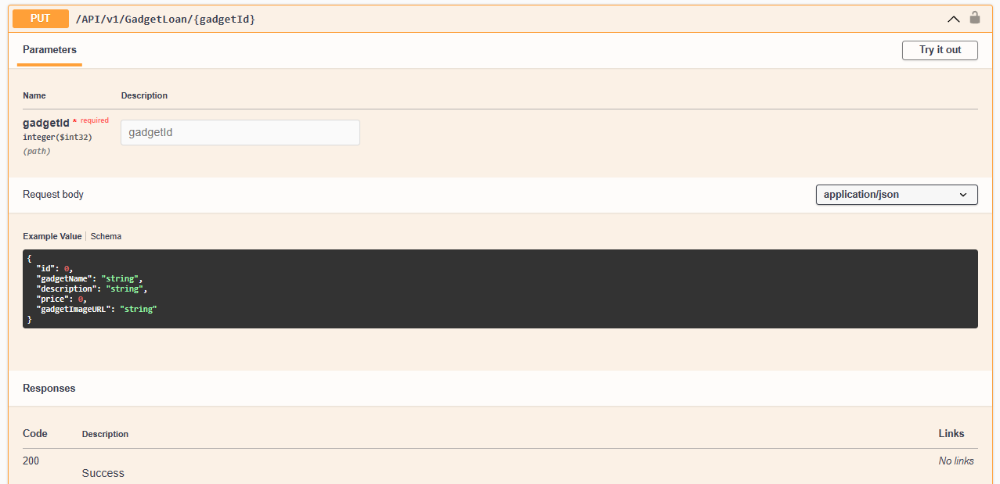 PUT /API/v1/GadgetLoan/{gadgetId}
Parameters Try it out
Name Description
gadgetId * required
integer($int32)
(path)
gadgetId
Request body application/json
Example Value Schema
{
"id": 0,
"gadgetName": "string",
"description": "string",
"price": 0,
"gadgetImageURL": "string"
}
Responses
Code Description Links
200 No links
Success